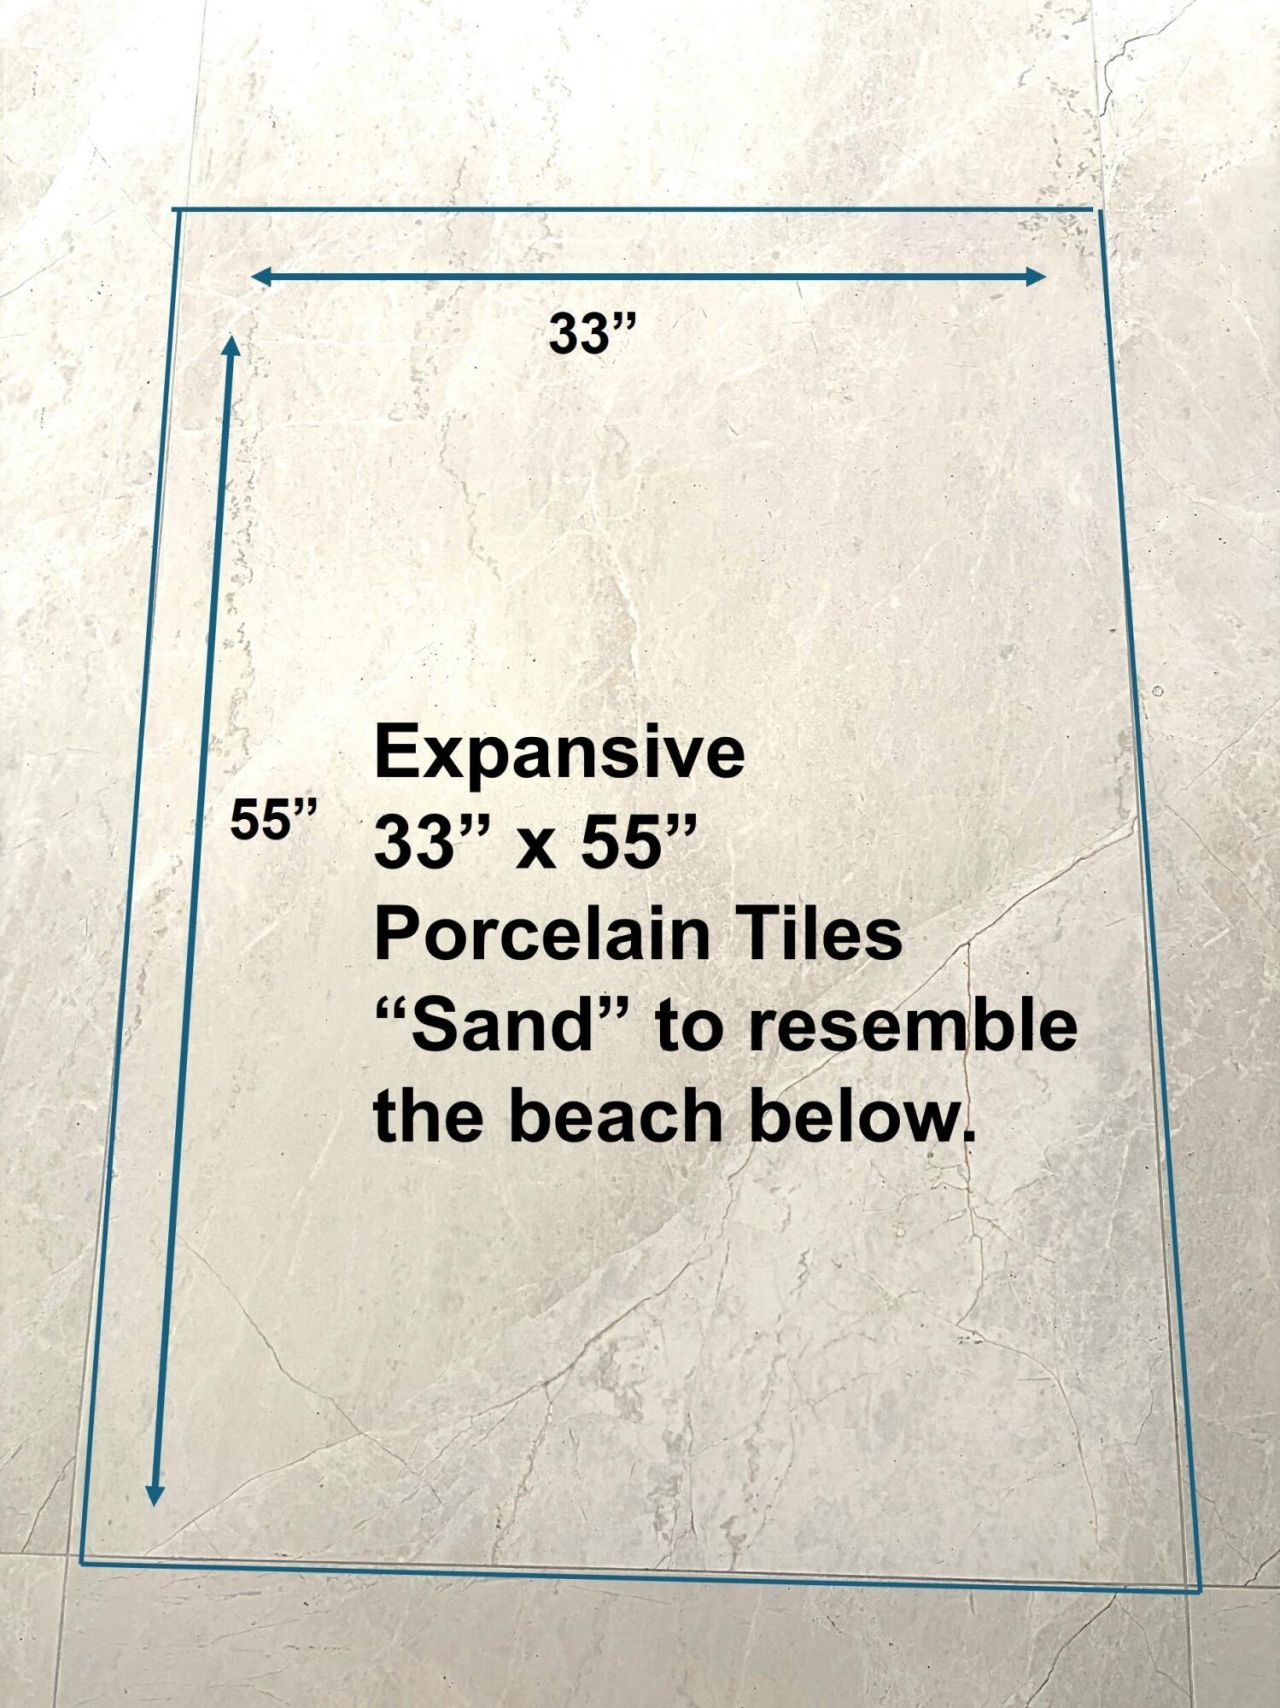 33”
55”
Expansive
33” x 55”
Porcelain Tiles
“Sand” to resemble
the beach below.